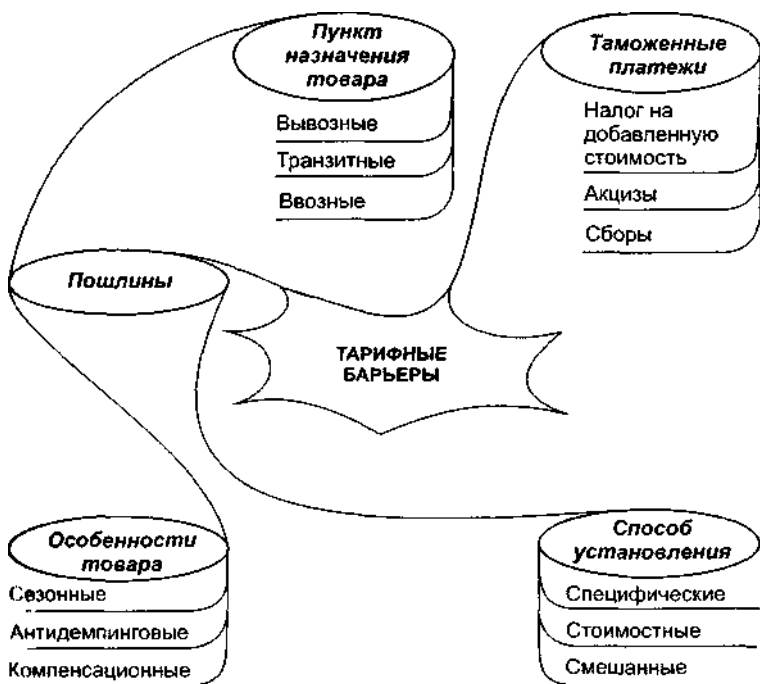 Пункт
назначения
товара
Вывозные
Транзитные
Ввозные
Таможенные
платежи
Налог на
добавленную
стоимость
Акцизы
Сборы
Пошлины
ТАРИФНЫЕ
БАРЬЕРЫ
Особенности
товара
Сезонные
Антидемпинговые
Компенсационные
Способ
установления
Специфические
Стоимостные
Смешанные